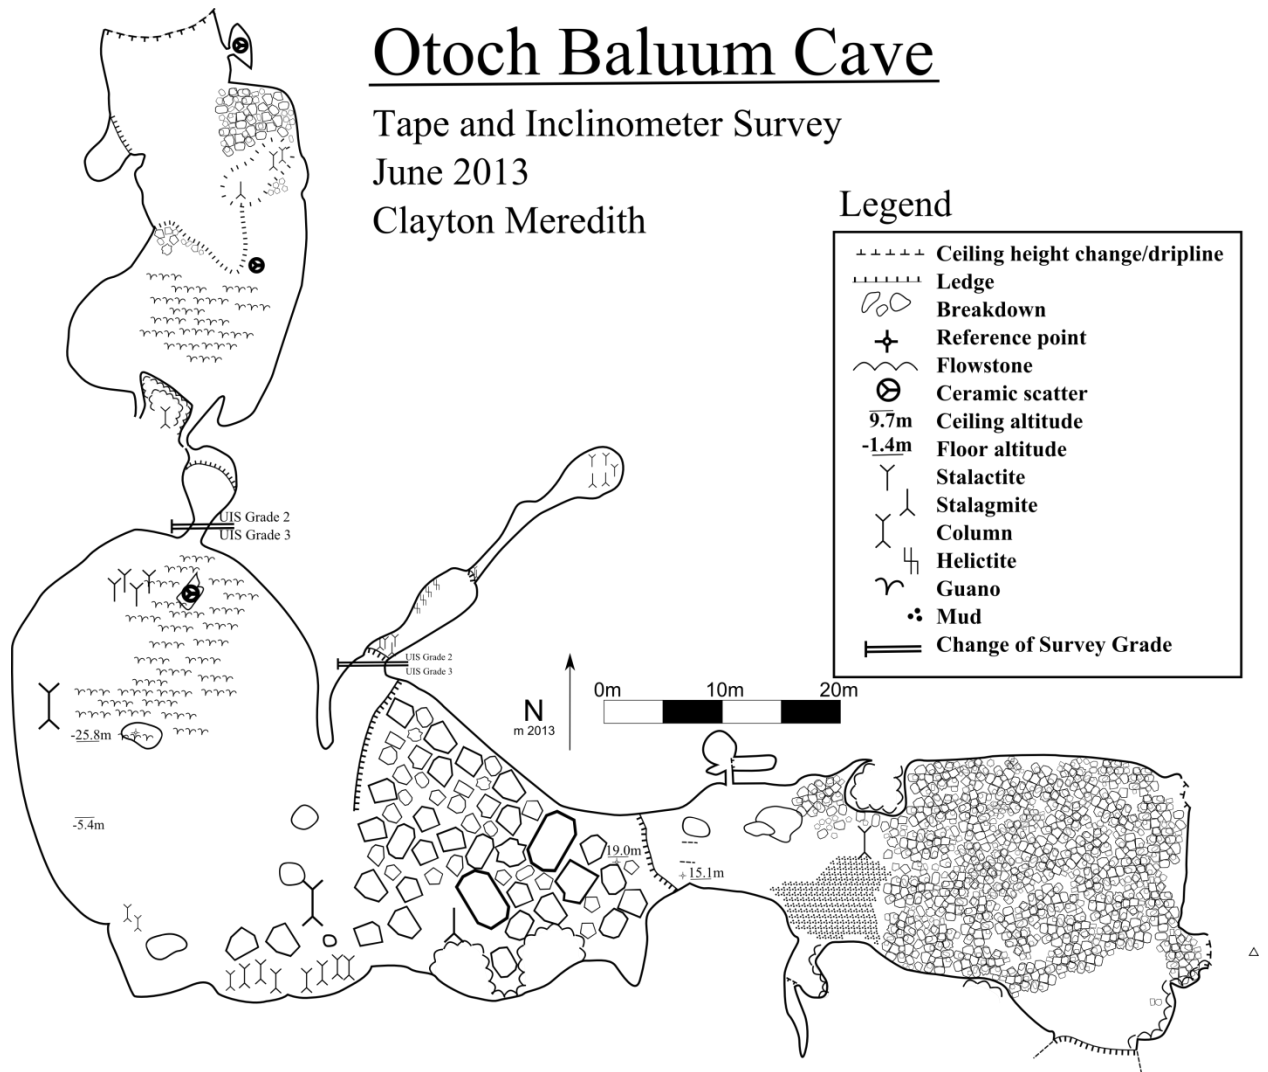 Otoch Baluum Cave
Tape and Inclinometer Survey
June 2013
Clayton Meredith
Legend
Ceiling height change/dripline
Ledge
Breakdown
Reference point
Flowstone
Ceramic scatter
9.7m Ceiling altitude
-1.4m Floor altitude
Stalactite
Stalagmite
Column
Helictite
Guano
Mud
Change of Survey Grade
UIS Grade 2
UIS Grade 3
UIS Grade 2
UIS Grade 3
0m 10m 20m
N
m 2013
-25.8m
-5.4m
19.0m
15.1m